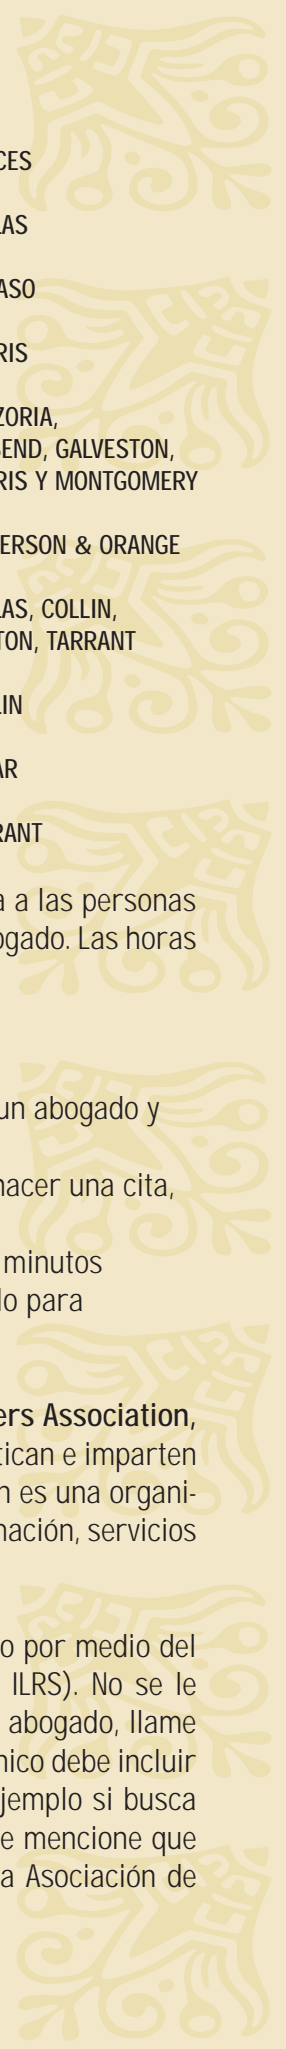 CES
LAS
ASO
RIS
ZORIA,
BEND, GALVESTON,
RIS Y MONTGOMERY
ERSON & ORANGE
LAS, COLLIN,
TON, TARRANT
LIN
AR
RANT
a a las personas
ogado. Las horas
un abogado y
hacer una cita,
minutos
lo para
ers Association,
tican e imparten
n es una organi-
nación, servicios
o por medio del
ILRS). No se le
abogado, llame
nico debe incluir
jemplo si busca
e mencione que
a Asociación de